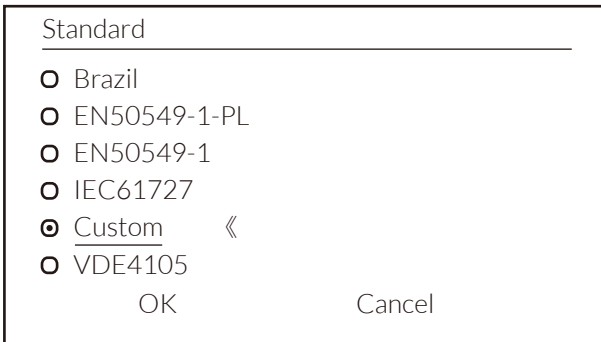 Standard
Brazil
EN50549-1-PL
EN50549-1
IEC61727
Custom 《
VDE4105
OK Cancel